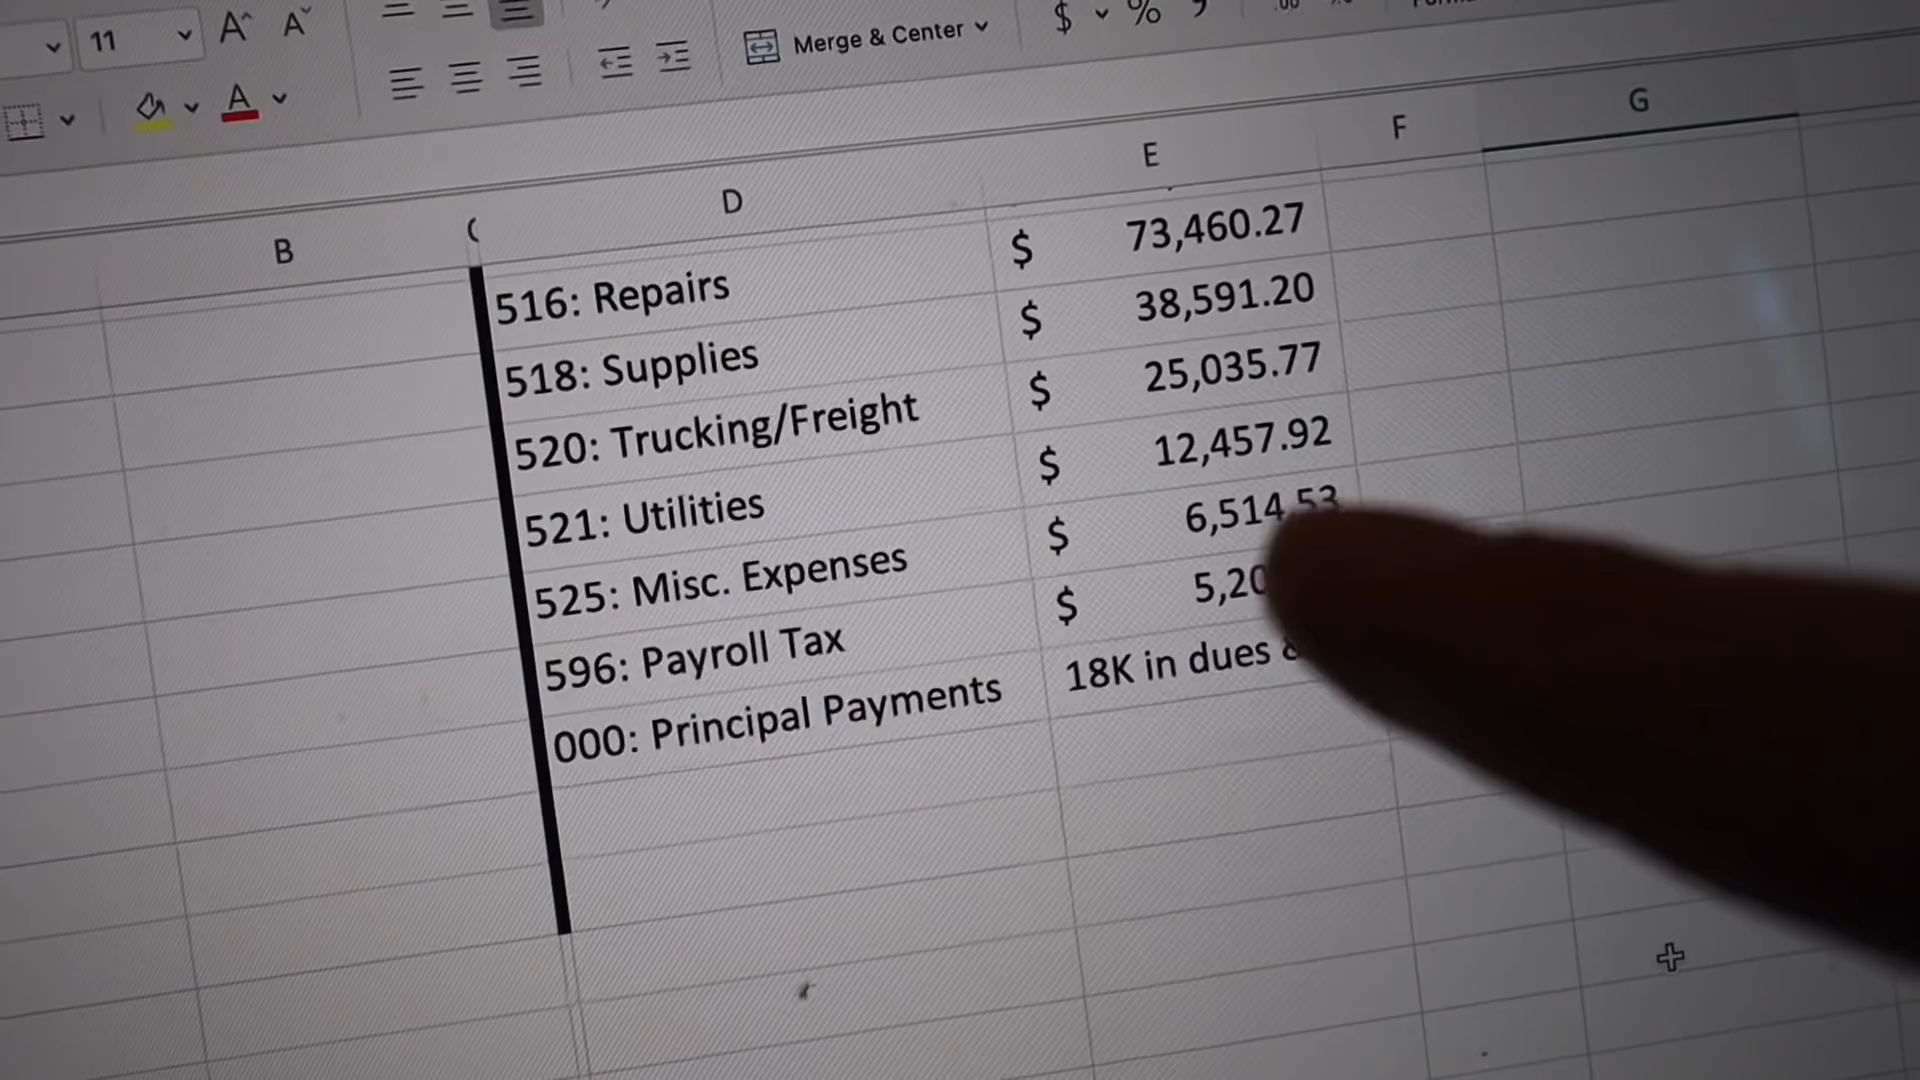 11 A A
A
Merge & Center
$ %
B D E F G
516: Repairs $ 73,460.27
518: Supplies $ 38,591.20
520: Trucking/Freight $ 25,035.77
521: Utilities $ 12,457.92
525: Misc. Expenses $ 6,514.53
596: Payroll Tax $ 5,20
000: Principal Payments 18K in dues &